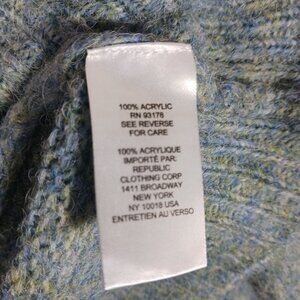 100% ACRYLIC
RN 93178
SEE REVERSE
FOR CARE
100% ACRYLIQUE
IMPORTÉ PAR:
REPUBLIC
CLOTHING CORP
1411 BROADWAY
NEW YORK
NY 10018 USA
ENTRETIEN AU VERSO